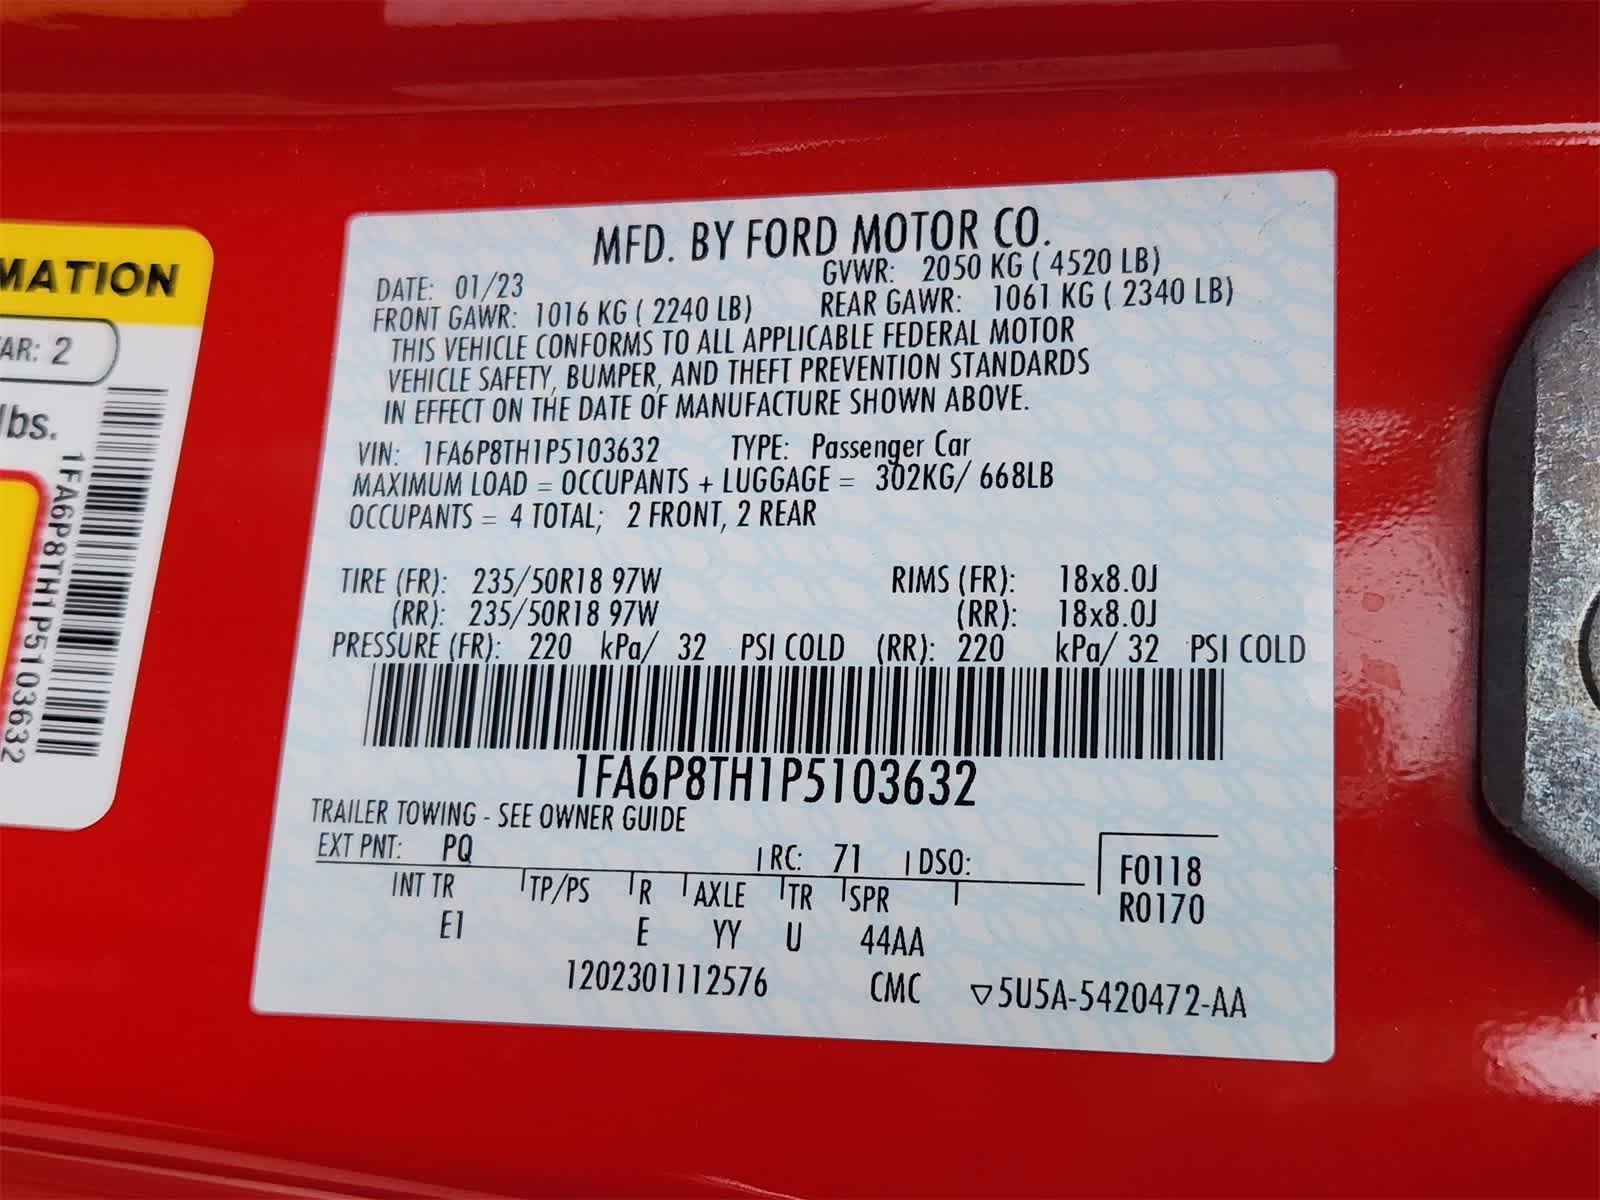 MFD. BY FORD MOTOR CO.
DATE: 01/23 GVWR: 2050 KG ( 4520 LB)
FRONT GAWR: 1016 KG ( 2240 LB) REAR GAWR: 1061 KG ( 2340 LB)
THIS VEHICLE CONFORMS TO ALL APPLICABLE FEDERAL MOTOR
VEHICLE SAFETY, BUMPER, AND THEFT PREVENTION STANDARDS
IN EFFECT ON THE DATE OF MANUFACTURE SHOWN ABOVE.
VIN: 1FA6P8TH1P5103632 TYPE: Passenger Car
MAXIMUM LOAD = OCCUPANTS + LUGGAGE = 302KG/ 668LB
OCCUPANTS = 4 TOTAL; 2 FRONT, 2 REAR
TIRE (FR): 235/50R18 97W RIMS (FR): 18x8.0J
(RR): 235/50R18 97W (RR): 18x8.0J
PRESSURE (FR): 220 kPa/ 32 PSI COLD (RR): 220 kPa/ 32 PSI COLD
1FA6P8TH1P5103632
TRAILER TOWING - SEE OWNER GUIDE
EXT PNT: PQ RC: 71 DSO: F0118
INT TR TP/PS R AXLE TR SPR R0170
E1 E YY U 44AA
1202301112576 CMC ▽5U5A-5420472-AA
MATION
AR: 2
lbs.
1FA6P8TH1P5103632